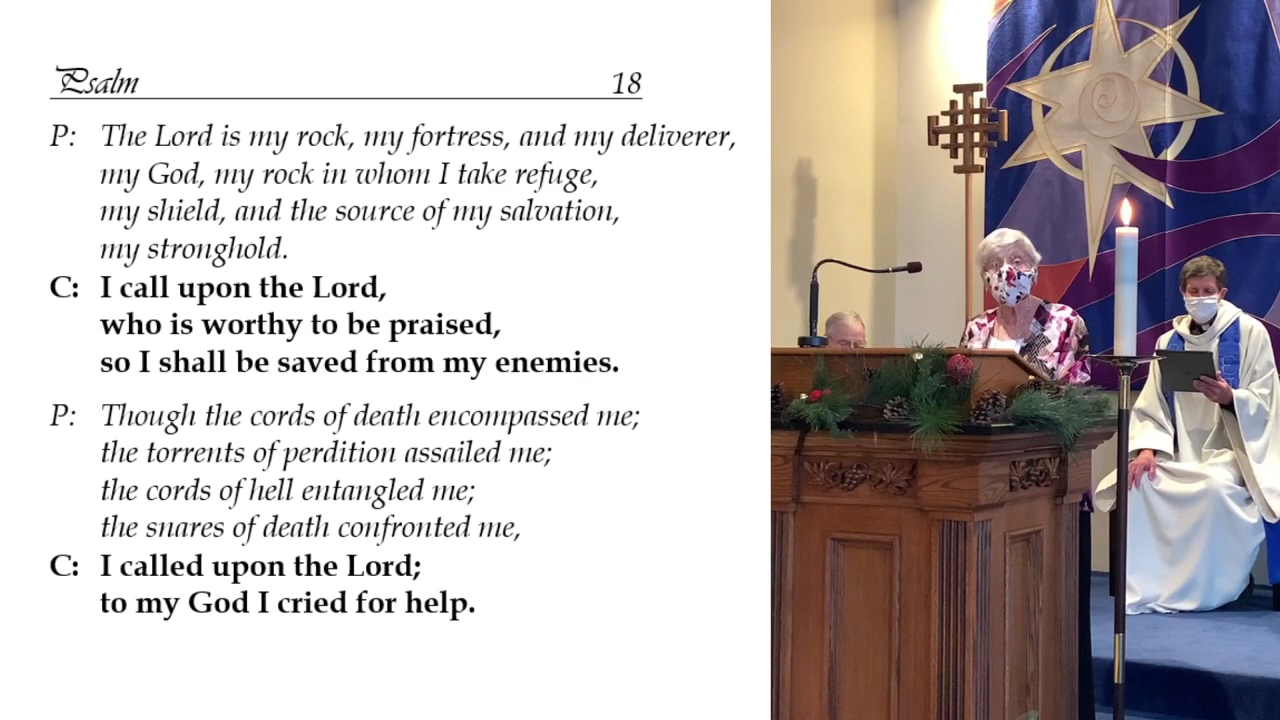 Psalm 18
P: The Lord is my rock, my fortress, and my deliverer,
my God, my rock in whom I take refuge,
my shield, and the source of my salvation,
my stronghold.
C: I call upon the Lord,
who is worthy to be praised,
so I shall be saved from my enemies.
P: Though the cords of death encompassed me;
the torrents of perdition assailed me;
the cords of hell entangled me;
the snares of death confronted me,
C: I called upon the Lord;
to my God I cried for help.